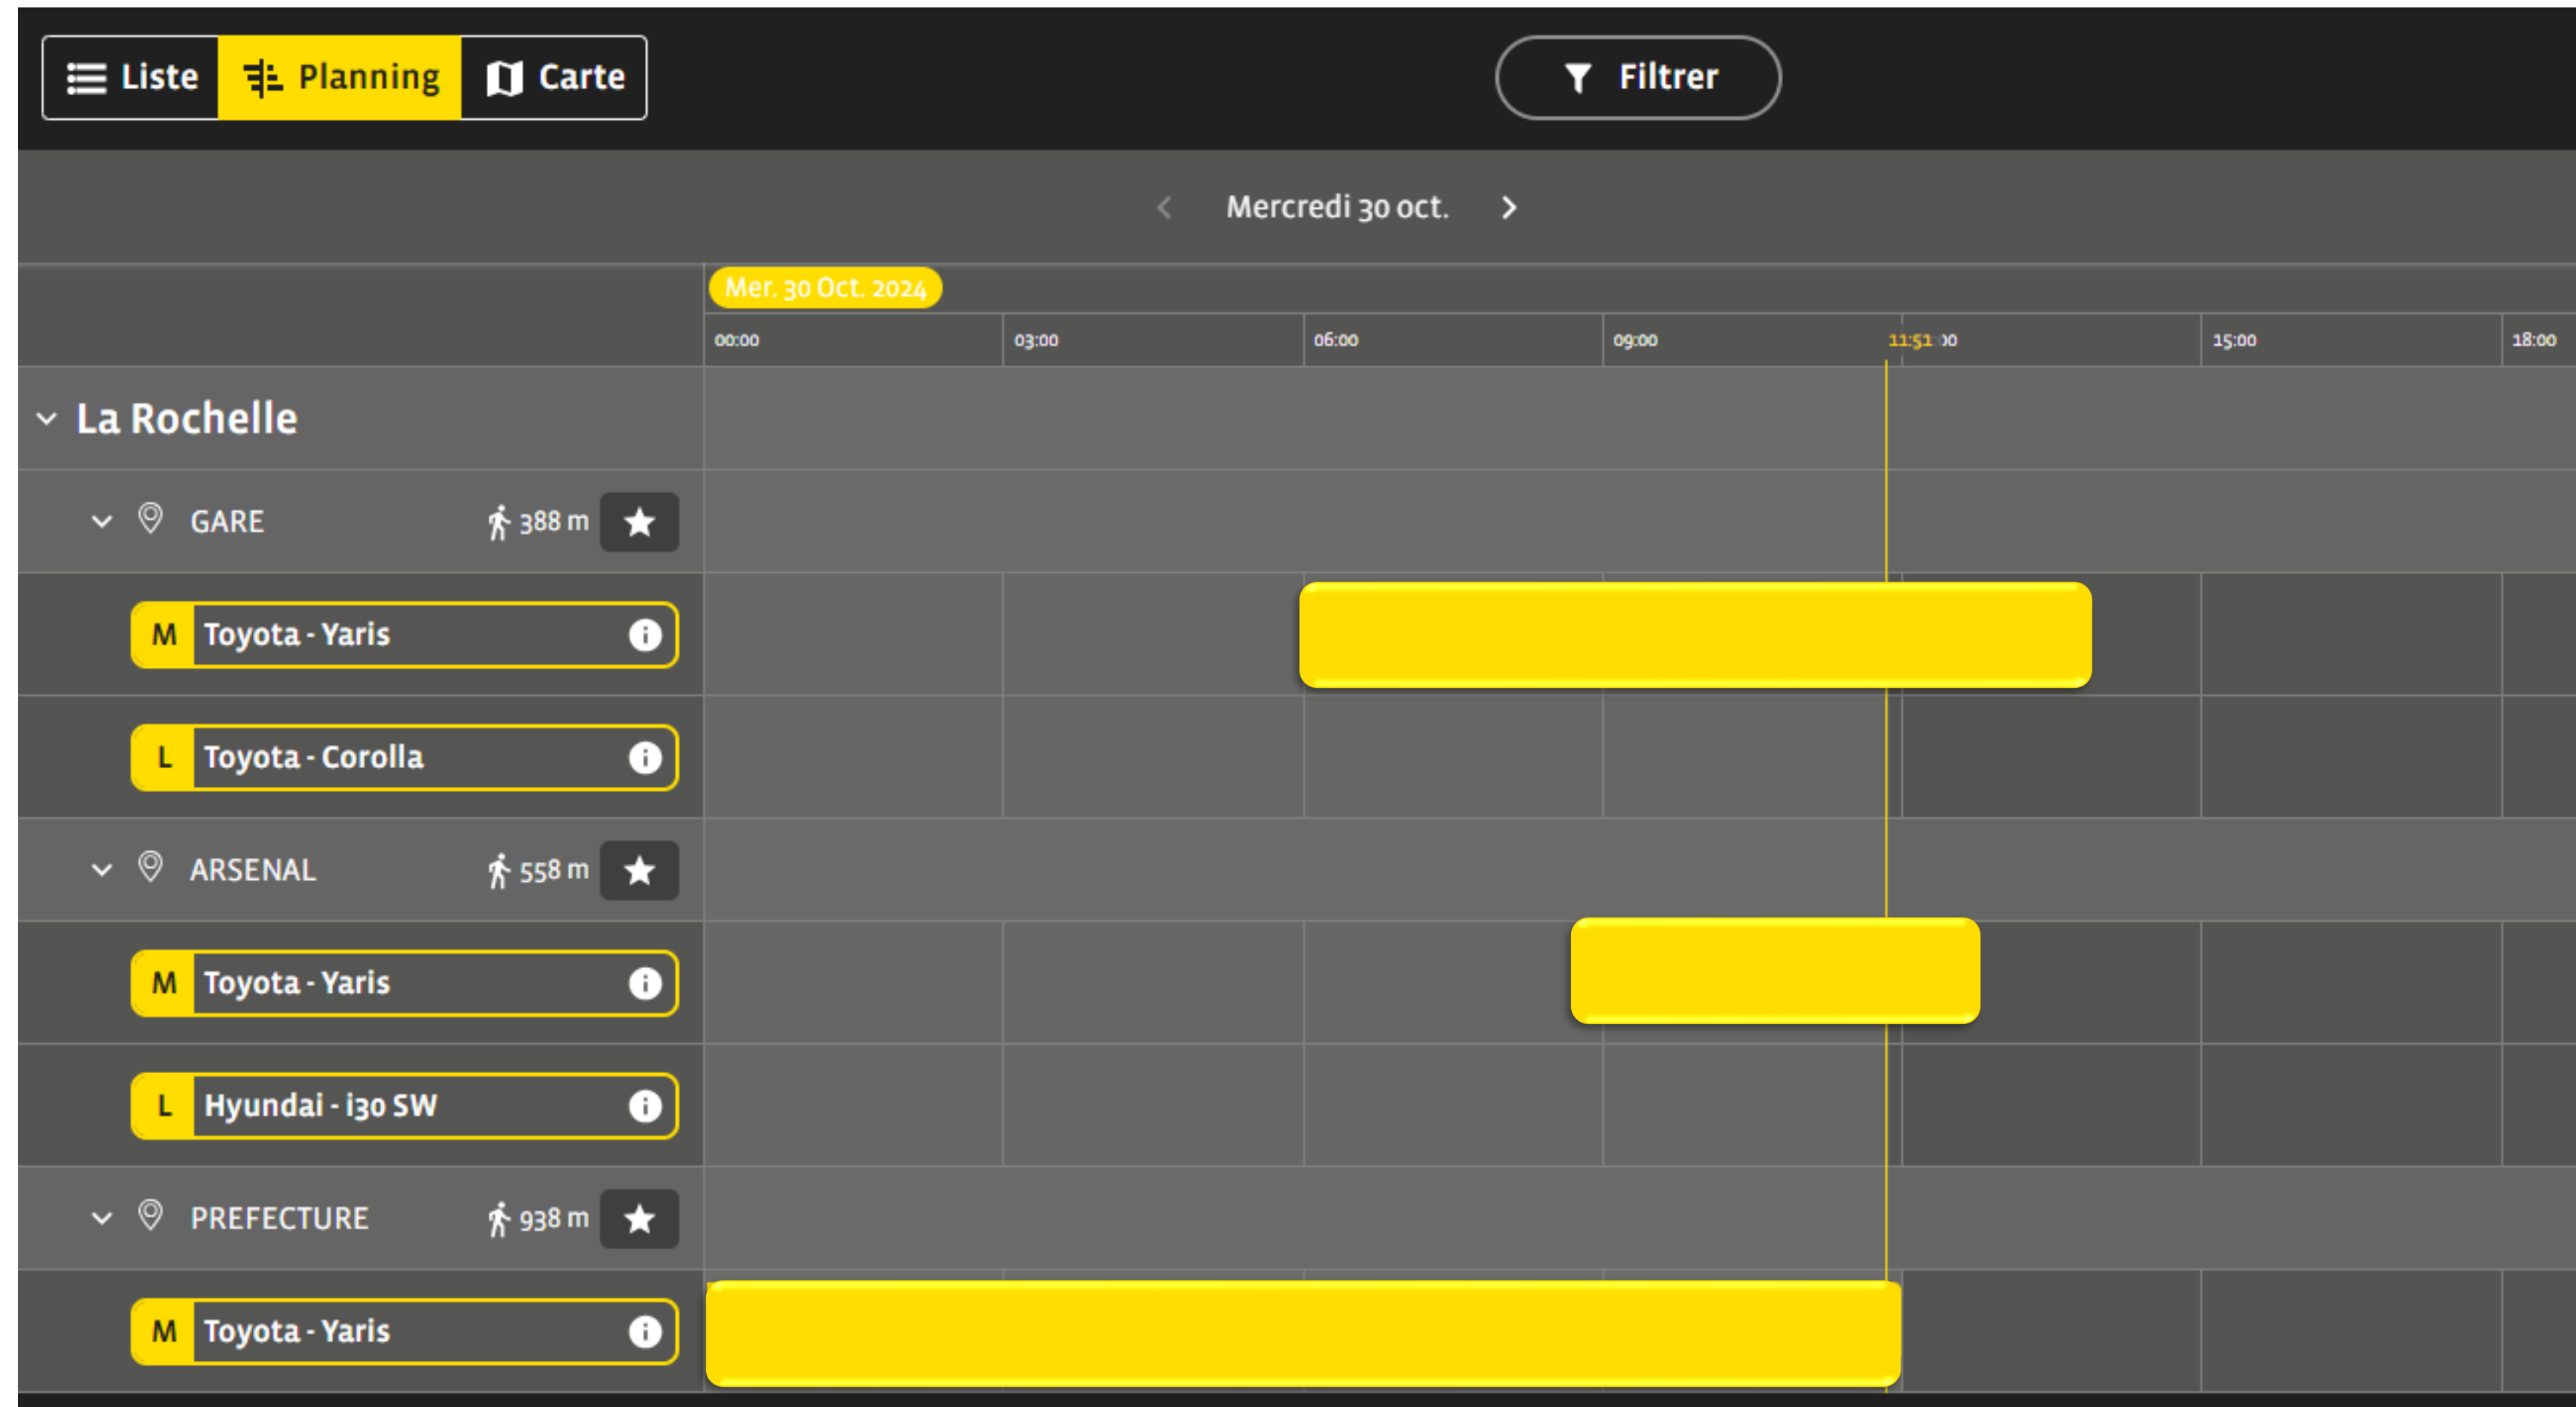 Liste Planning Carte Filtrer
Mercredi 30 oct.
Mer. 30 Oct. 2024
00:00 03:00 06:00 09:00 11:51 00 15:00 18:00
La Rochelle
GARE 388 m
M Toyota - Yaris
L Toyota - Corolla
ARSENAL 558 m
M Toyota - Yaris
L Hyundai - i30 SW
PREFECTURE 938 m
M Toyota - Yaris